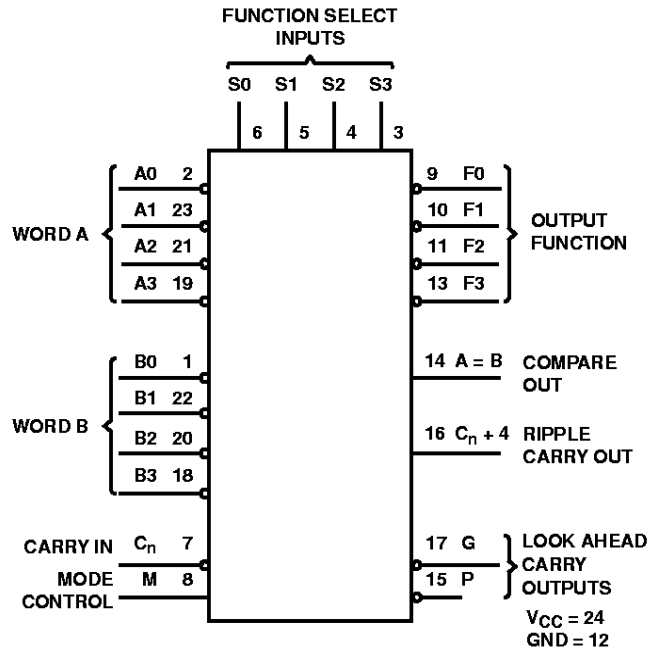 FUNCTION SELECT
INPUTS
S0 S1 S2 S3
6 5 4 3
A0 2
A1 23
WORD A
A2 21
A3 19
9 F0
10 F1
OUTPUT
FUNCTION
11 F2
13 F3
B0 1
B1 22
WORD B
B2 20
B3 18
14 A = B COMPARE
OUT
16 Cn + 4 RIPPLE
CARRY OUT
CARRY IN Cn 7
MODE M 8
CONTROL
17 G LOOK AHEAD
CARRY
15 P OUTPUTS
VCC = 24
GND = 12